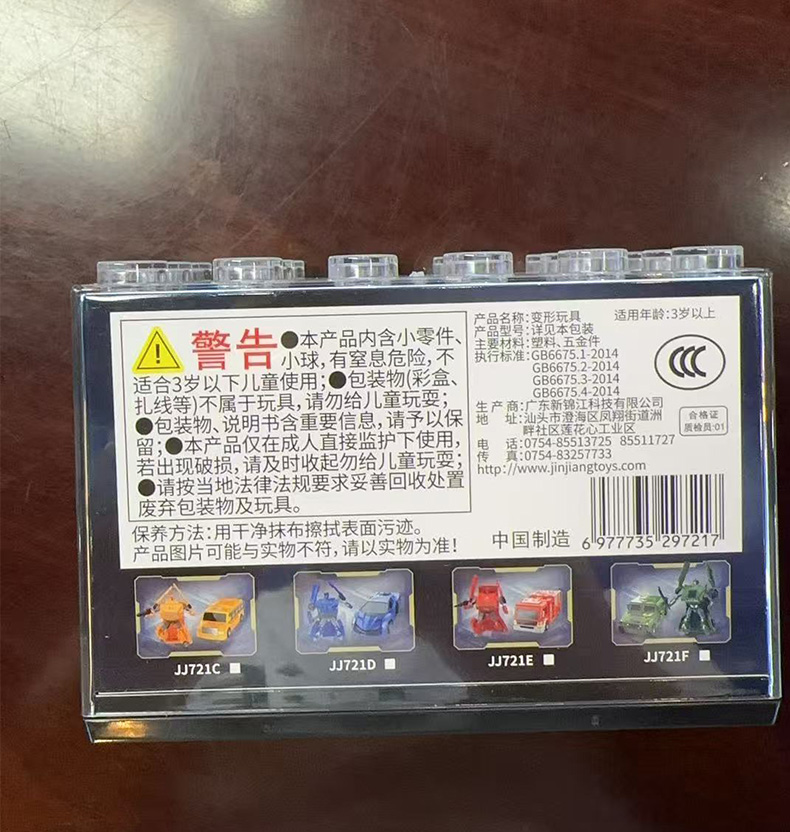 警告
●本产品内含小零件、
小球,有窒息危险,不
适合3岁以下儿童使用;●包装物(彩盒、
扎线等)不属于玩具,请勿给儿童玩耍;
●包装物、说明书含重要信息,请予以保
留;●本产品仅在成人直接监护下使用,
若出现破损,请及时收起勿给儿童玩耍;
●请按当地法律法规要求妥善回收处置
废弃包装物及玩具。
保养方法:用干净抹布擦拭表面污迹。
产品图片可能与实物不符,请以实物为准!
产品名称:变形玩具 适用年龄:3岁以上
产品型号:详见本包装
主要材料:塑料、五金件
执行标准:GB6675.1-2014
GB6675.2-2014
GB6675.3-2014
GB6675.4-2014
CCC
生产商:广东新锦江科技有限公司
地 址:汕头市澄海区凤翔街道洲
畔社区莲花心工业区
合格证
质检员:01
电 话:0754-85513725 85511727
传 真:0754-83257733
http://www.jinjiangtoys.com
中国制造
6 977735 297217
JJ721C
JJ721D
JJ721E
JJ721F